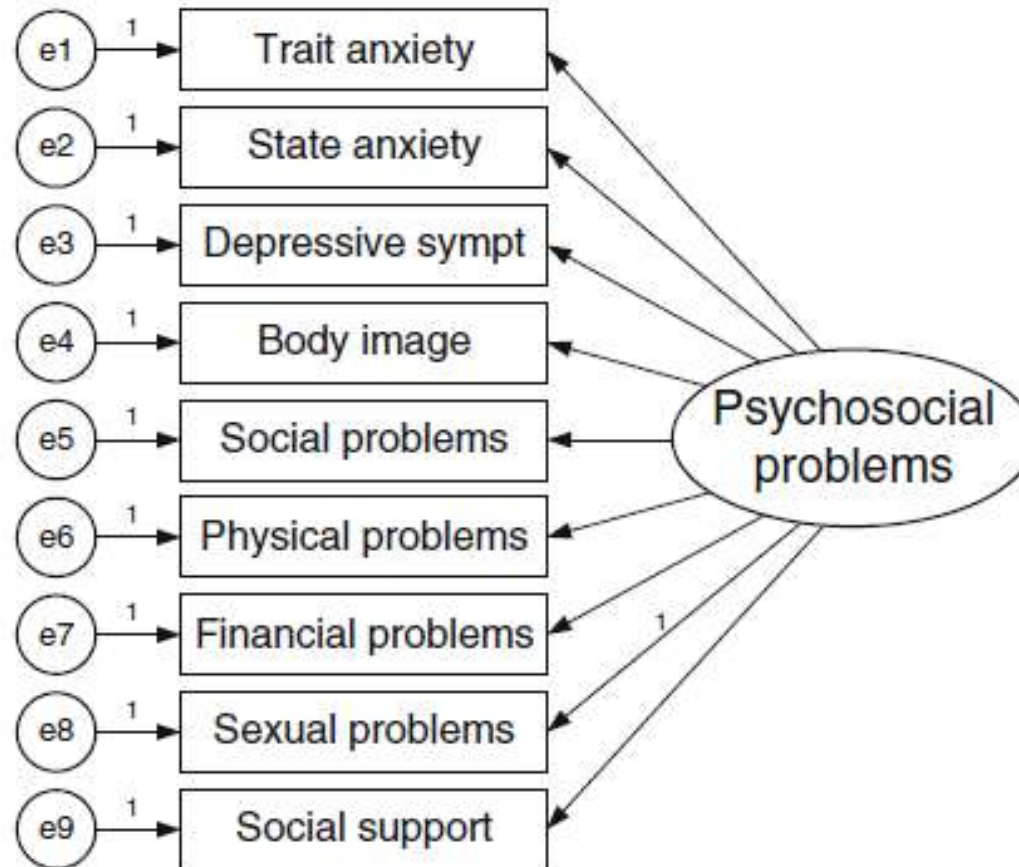 e1 1 Trait anxiety
e2 1 State anxiety
e3 1 Depressive sympt
e4 1 Body image
e5 1 Social problems
Psychosocial
problems
e6 1 Physical problems
e7 1 Financial problems
1
e8 1 Sexual problems
e9 1 Social support